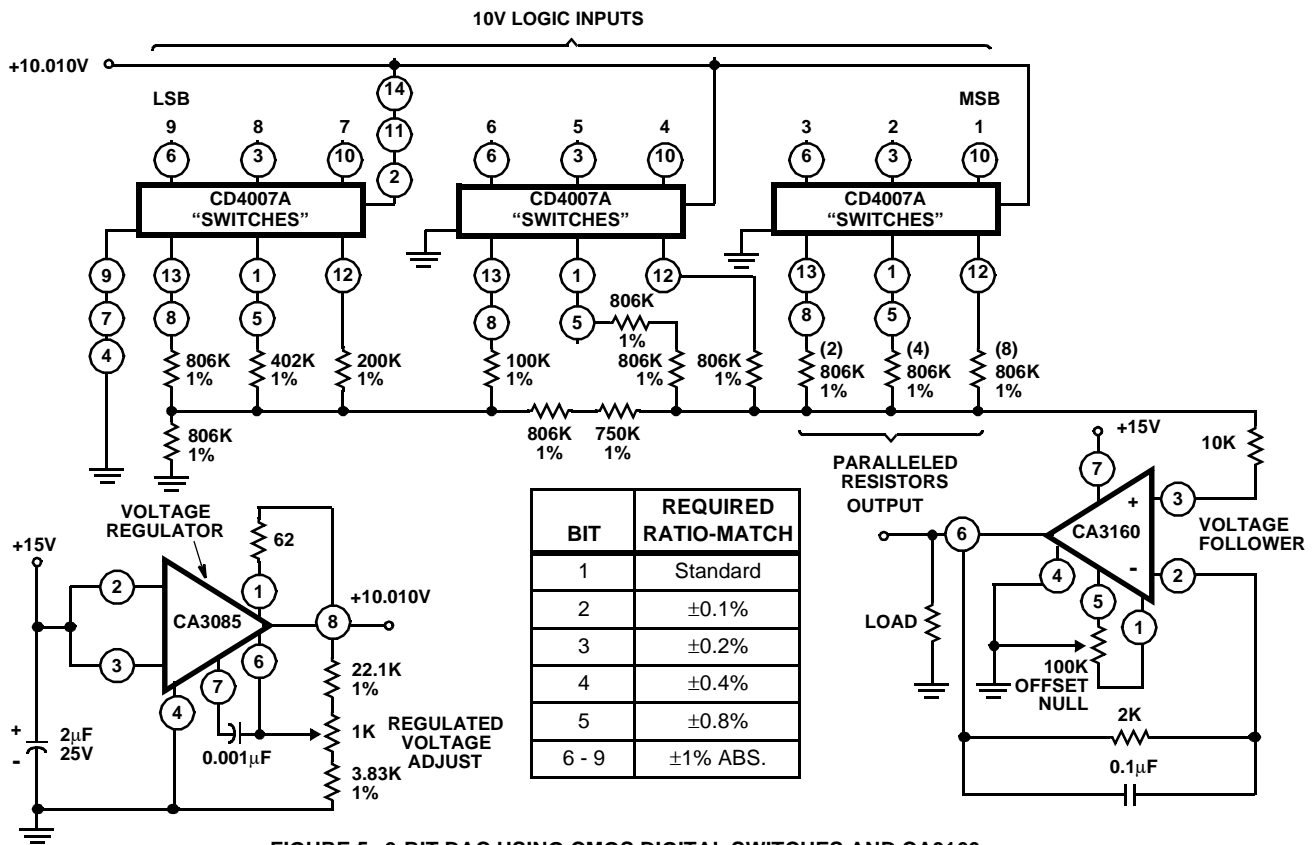 10V LOGIC INPUTS
+10.010V
LSB
MSB
14
11
2
9 8 7
6 3 10
6 5 4
6 3 10
3 2 1
6 3 10
CD4007A
“SWITCHES”
CD4007A
“SWITCHES”
CD4007A
“SWITCHES”
9
7
4
13 1 12
8 5
13 1 12
8 5
13 1 12
8 5
806K
1%
402K
1%
200K
1%
100K
1%
806K
1%
806K
1%
806K
1%
(2)
806K
1%
(4)
806K
1%
(8)
806K
1%
806K
1%
806K
1%
750K
1%
PARALLELED
RESISTORS
OUTPUT
+15V
10K
7
+
3
CA3160
VOLTAGE
FOLLOWER
-
2
6
4
5
1
LOAD
100K
OFFSET
NULL
2K
0.1μF
VOLTAGE
REGULATOR
+15V
62
2
1
CA3085
+10.010V
8
3
6
7
4
22.1K
1%
1K
REGULATED
VOLTAGE
ADJUST
3.83K
1%
0.001μF
+
2μF
25V
-
BIT REQUIRED RATIO-MATCH
1 Standard
2 ±0.1%
3 ±0.2%
4 ±0.4%
5 ±0.8%
6 - 9 ±1% ABS.